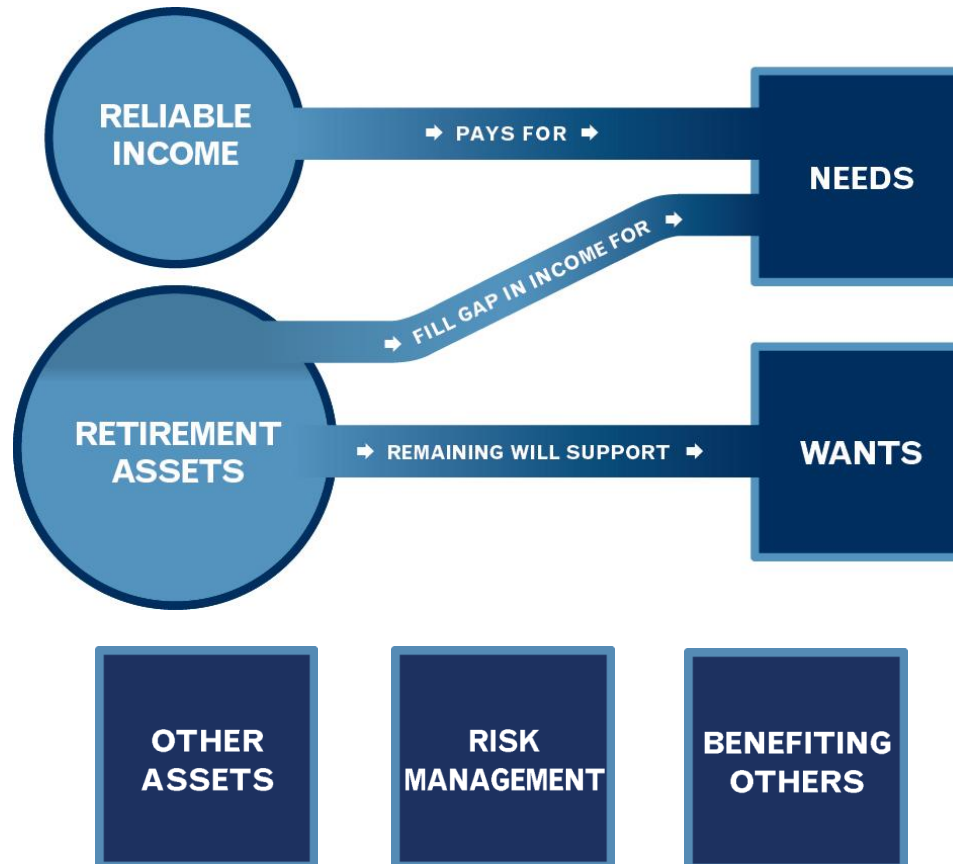 RELIABLE
INCOME
➡ PAYS FOR ➡
NEEDS
➡ FILL GAP IN INCOME FOR ➡
RETIREMENT
ASSETS
➡ REMAINING WILL SUPPORT ➡
WANTS
OTHER
ASSETS
RISK
MANAGEMENT
BENEFITING
OTHERS